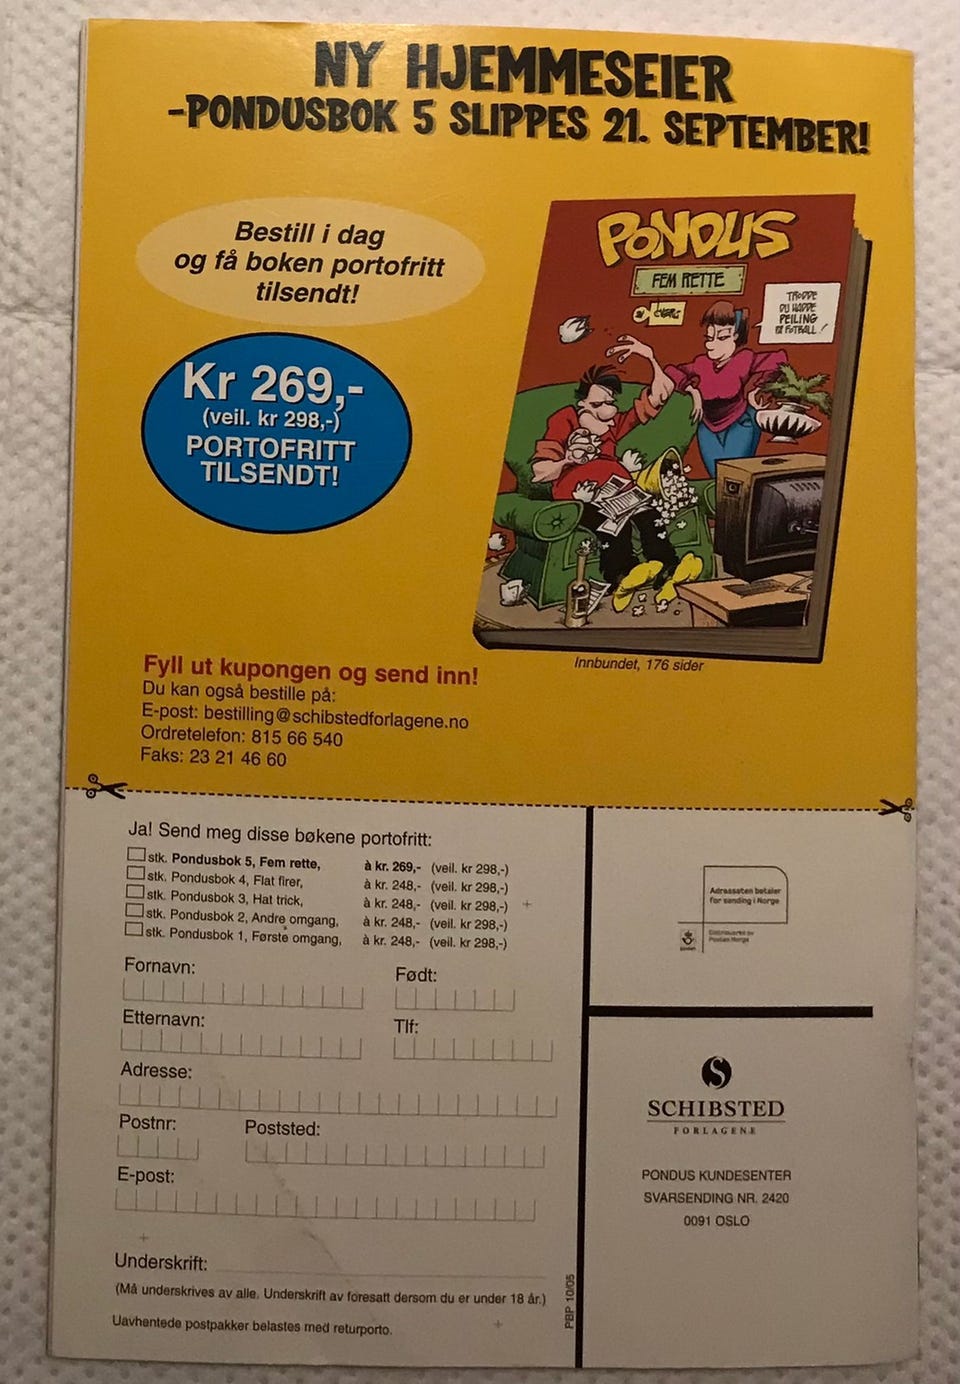 NY HJEMMESEIER
-PONDUSBOK 5 SLIPPES 21. SEPTEMBER!
Bestill i dag
og få boken portofritt
tilsendt!
Kr 269,-
(veil. kr 298,-)
PORTOFRITT
TILSENDT!
PONDUS
FEM RETTE
ØVERLI
TRODDE
DU HADDE
PEILING
PÅ FOTBALL!
Innbundet, 176 sider
Fyll ut kupongen og send inn!
Du kan også bestille på:
E-post: bestilling@schibstedforlagene.no
Ordretelefon: 815 66 540
Faks: 23 21 46 60
Ja! Send meg disse bøkene portofritt:
stk. Pondusbok 5, Fem rette, à kr. 269,- (veil. kr 298,-)
stk. Pondusbok 4, Flat firer, à kr. 248,- (veil. kr 298,-)
stk. Pondusbok 3, Hat trick, à kr. 248,- (veil. kr 298,-)
stk. Pondusbok 2, Andre omgang, à kr. 248,- (veil. kr 298,-)
stk. Pondusbok 1, Første omgang, à kr. 248,- (veil. kr 298,-)
Fornavn: Født:
Etternavn: Tlf:
Adresse:
Postnr: Poststed:
E-post:
Underskrift:
(Må underskrives av alle. Underskrift av foresatt dersom du er under 18 år.)
Uavhentede postpakker belastes med returporto.
PBP 10/05
Adressaten betaler
for sending i Norge
Distribueres av
Posten Norge
posten
S
SCHIBSTED
FORLAGENE
PONDUS KUNDESENTER
SVARSENDING NR. 2420
0091 OSLO